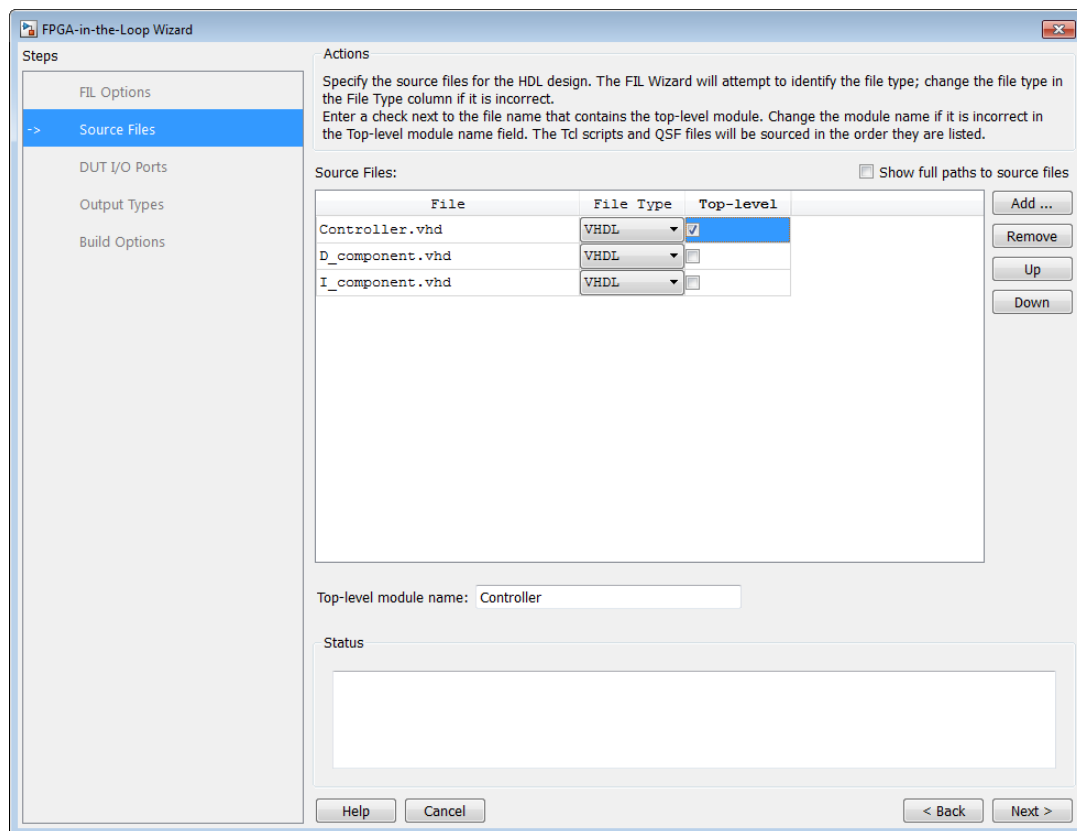 FPGA-in-the-Loop Wizard
Steps
FIL Options
-> Source Files
DUT I/O Ports
Output Types
Build Options
Actions
Specify the source files for the HDL design. The FIL Wizard will attempt to identify the file type; change the file type in
the File Type column if it is incorrect.
Enter a check next to the file name that contains the top-level module. Change the module name if it is incorrect in
the Top-level module name field. The Tcl scripts and QSF files will be sourced in the order they are listed.
Source Files: Show full paths to source files
File File Type Top-level
Controller.vhd VHDL
D_component.vhd VHDL
I_component.vhd VHDL
Add ...
Remove
Up
Down
Top-level module name: Controller
Status
Help Cancel < Back Next >